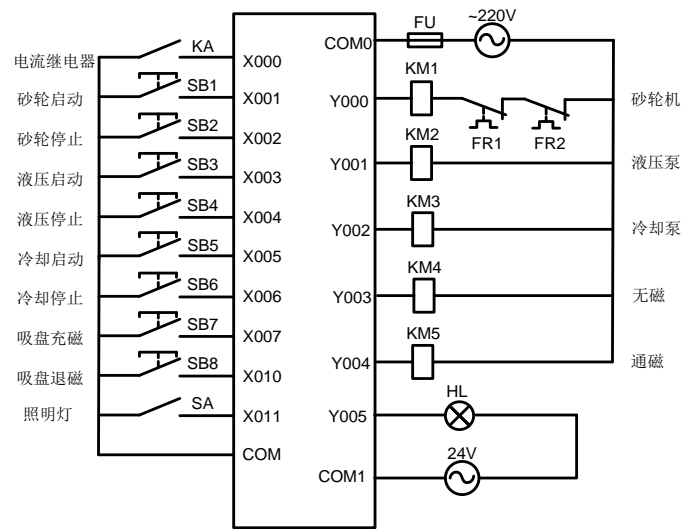 电流继电器 KA X000
砂轮启动 SB1 X001
砂轮停止 SB2 X002
液压启动 SB3 X003
液压停止 SB4 X004
冷却启动 SB5 X005
冷却停止 SB6 X006
吸盘充磁 SB7 X007
吸盘退磁 SB8 X010
照明灯 SA X011
COM
COM0 FU ~220V
KM1
Y000 砂轮机
FR1 FR2
KM2
Y001 液压泵
KM3
Y002 冷却泵
KM4
Y003 无磁
KM5
Y004 通磁
HL
Y005
24V
COM1